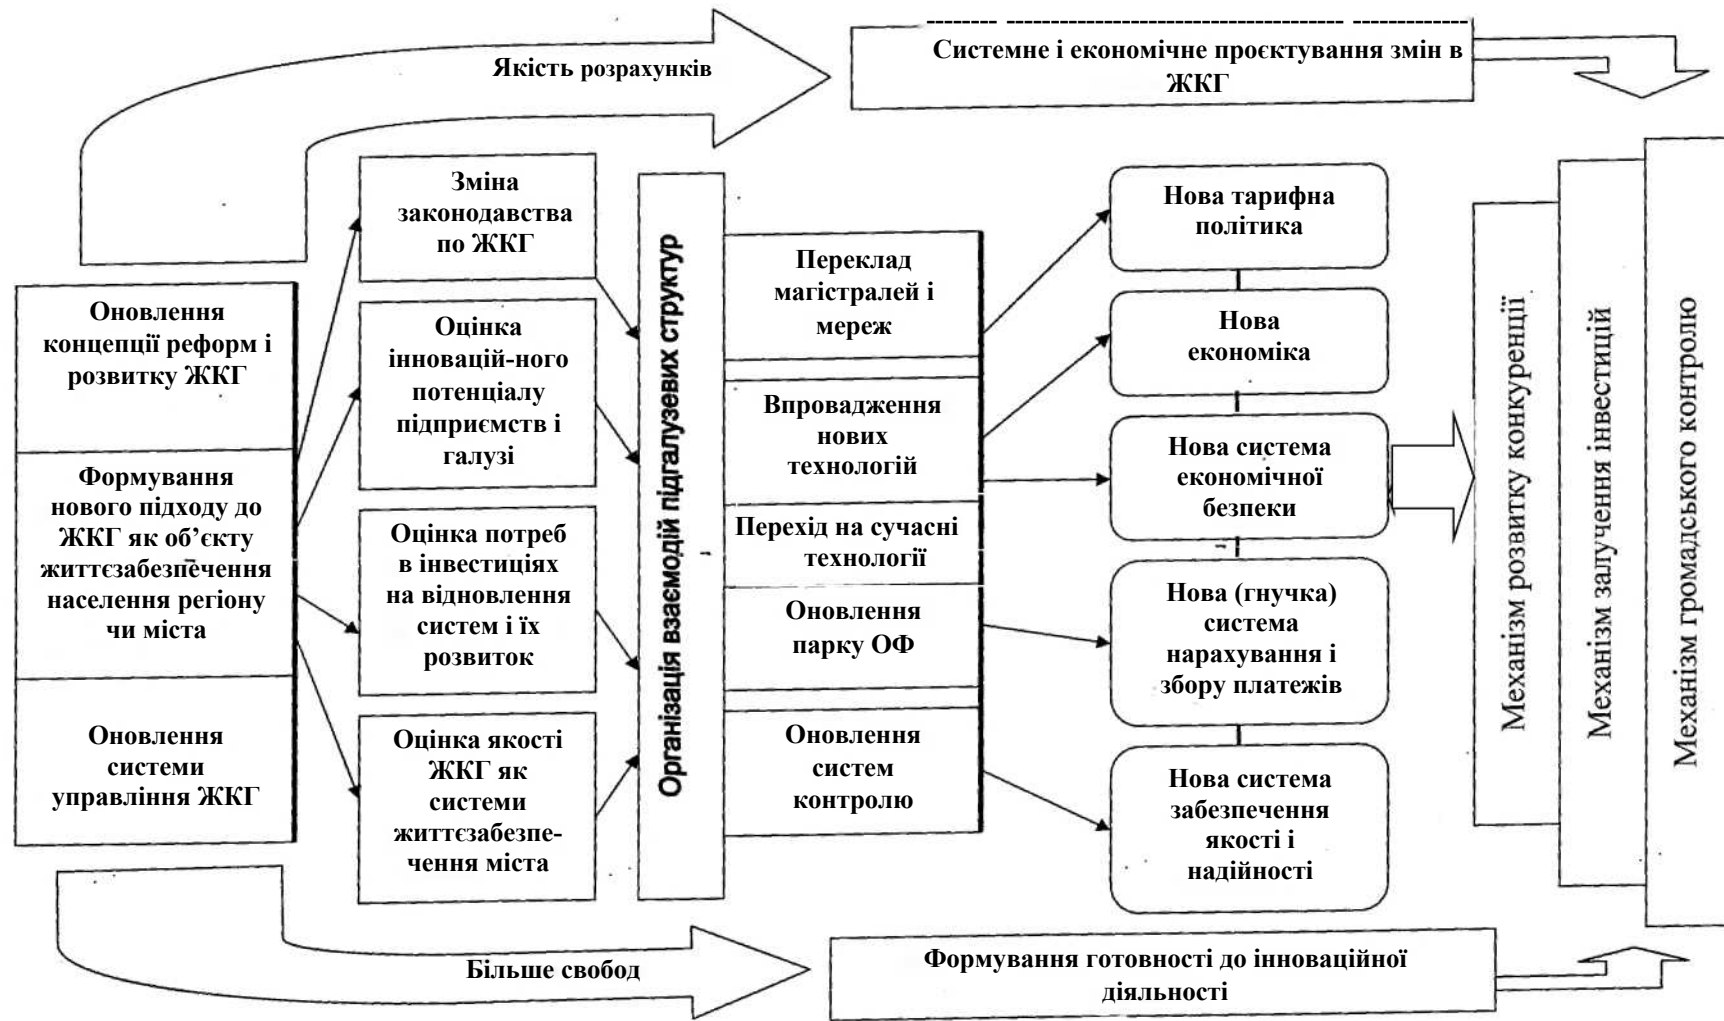 Якість розрахунків
Системне і економічне проєктування змін в
ЖКГ
Оновлення
концепції реформ і
розвитку ЖКГ
Формування
нового підходу до
ЖКГ як об’єкту
життєзабезпечення
населення регіону
чи міста
Оновлення
системи
управління ЖКГ
Зміна
законодавства
по ЖКГ
Оцінка
інновацій-ного
потенціалу
підприємств і
галузі
Оцінка потреб
в інвестиціях
на відновлення
систем і їх
розвиток
Оцінка якості
ЖКГ як
системи
життєзабезпе-
чення міста
Організація взаємодій підгалузевих структур
Переклад
магістралей і
мереж
Впровадження
нових
технологій
Перехід на сучасні
технології
Оновлення
парку ОФ
Оновлення
систем
контролю
Нова тарифна
політика
Нова
економіка
Нова система
економічної
безпеки
Нова (гнучка)
система
нарахування і
збору платежів
Нова система
забезпечення
якості і
надійності
Механізм розвитку конкуренції
Механізм залучення інвестицій
Механізм громадського контролю
Більше свобод
Формування готовності до інноваційної
діяльності